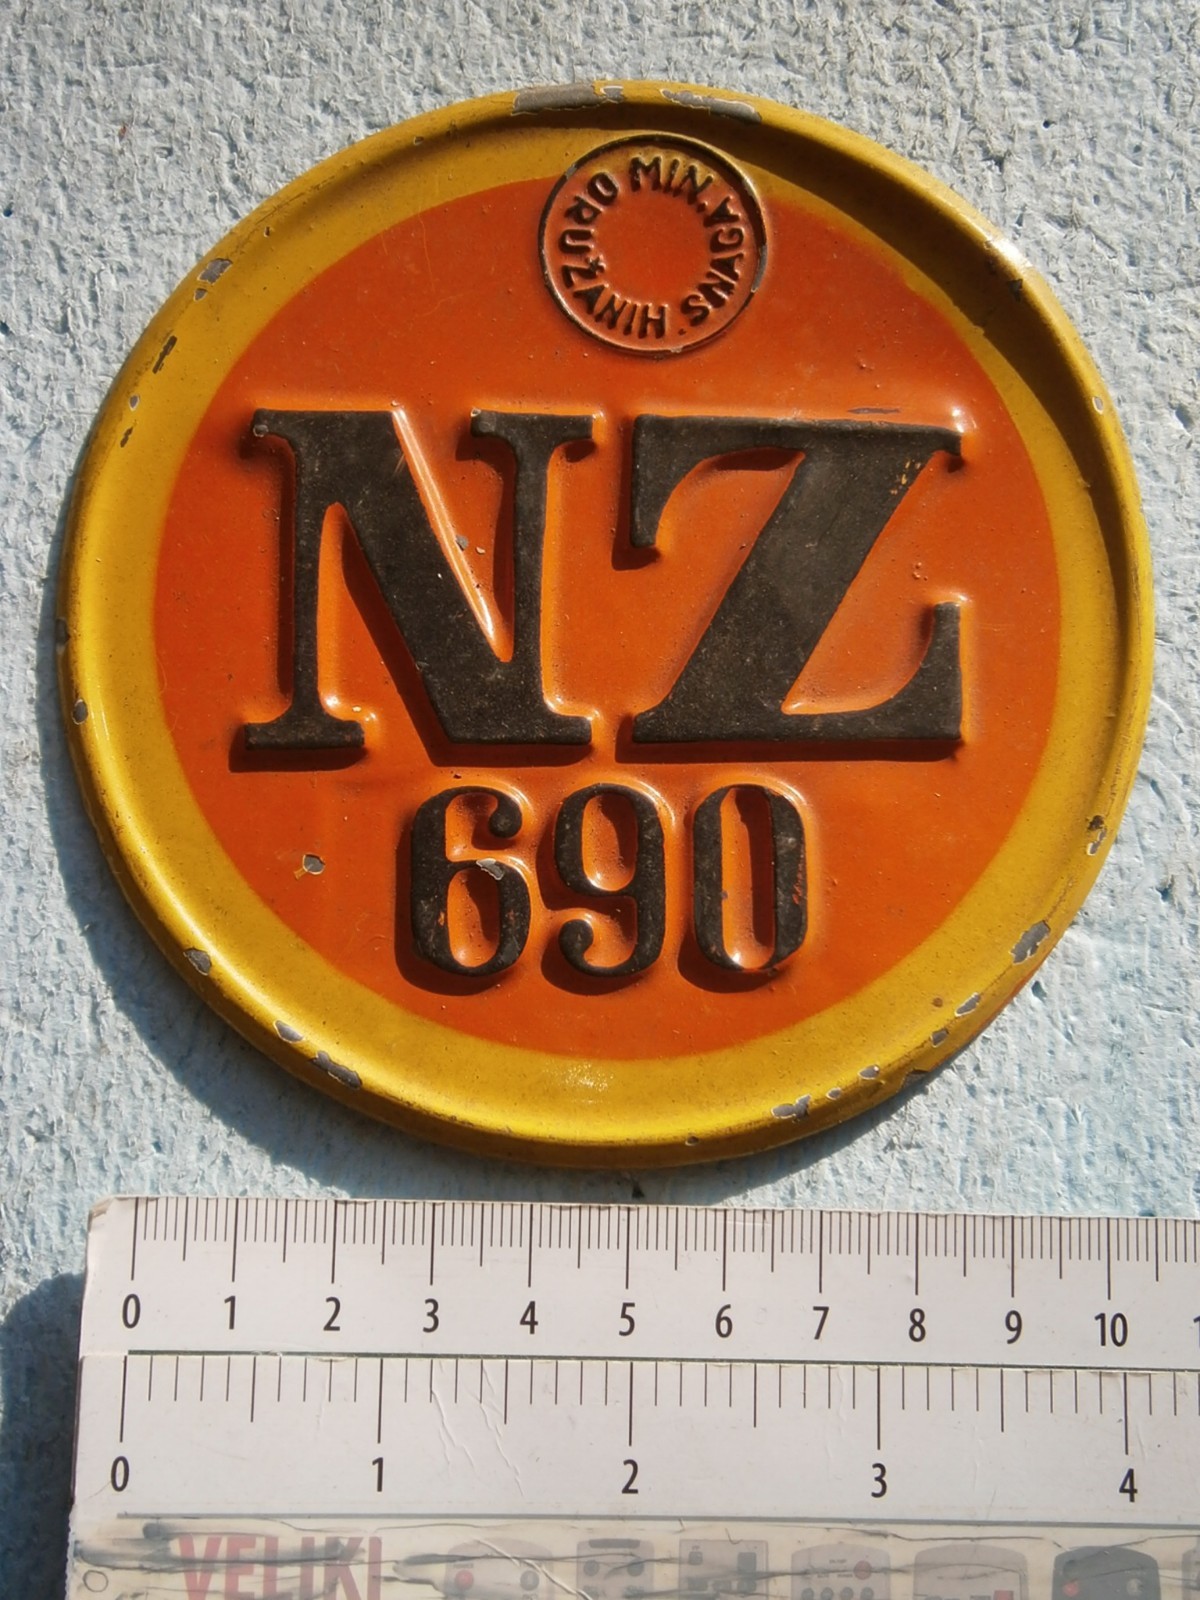 MIN. ORUŽANIH SNAGA
NZ
690
0 1 2 3 4 5 6 7 8 9 10
0 1 2 3 4
VELIKI